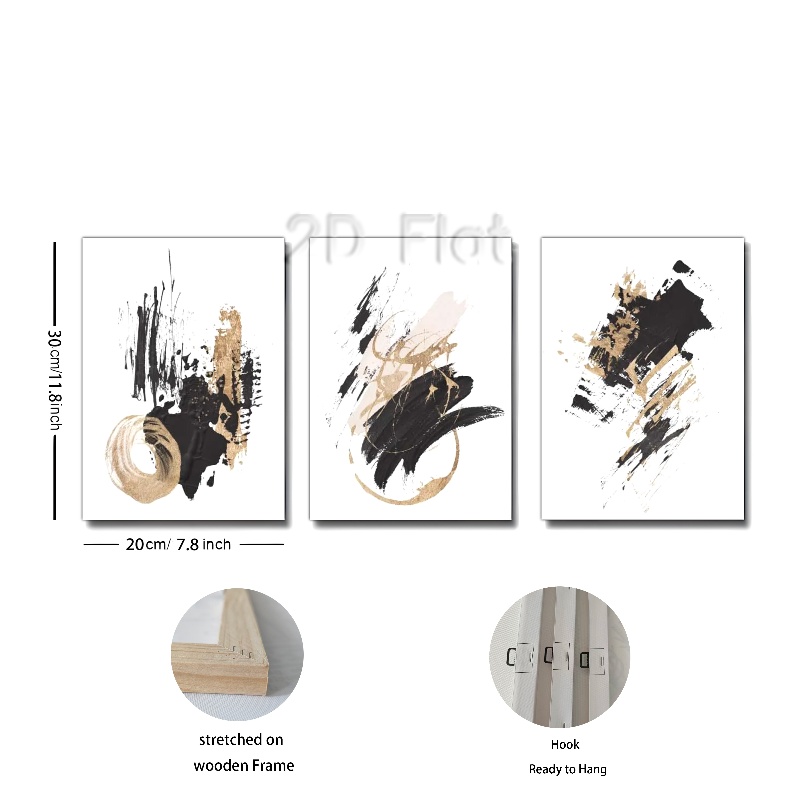 2D Flat
30cm/11.8inch
20cm/ 7.8 inch
stretched on
wooden Frame
Hook
Ready to Hang